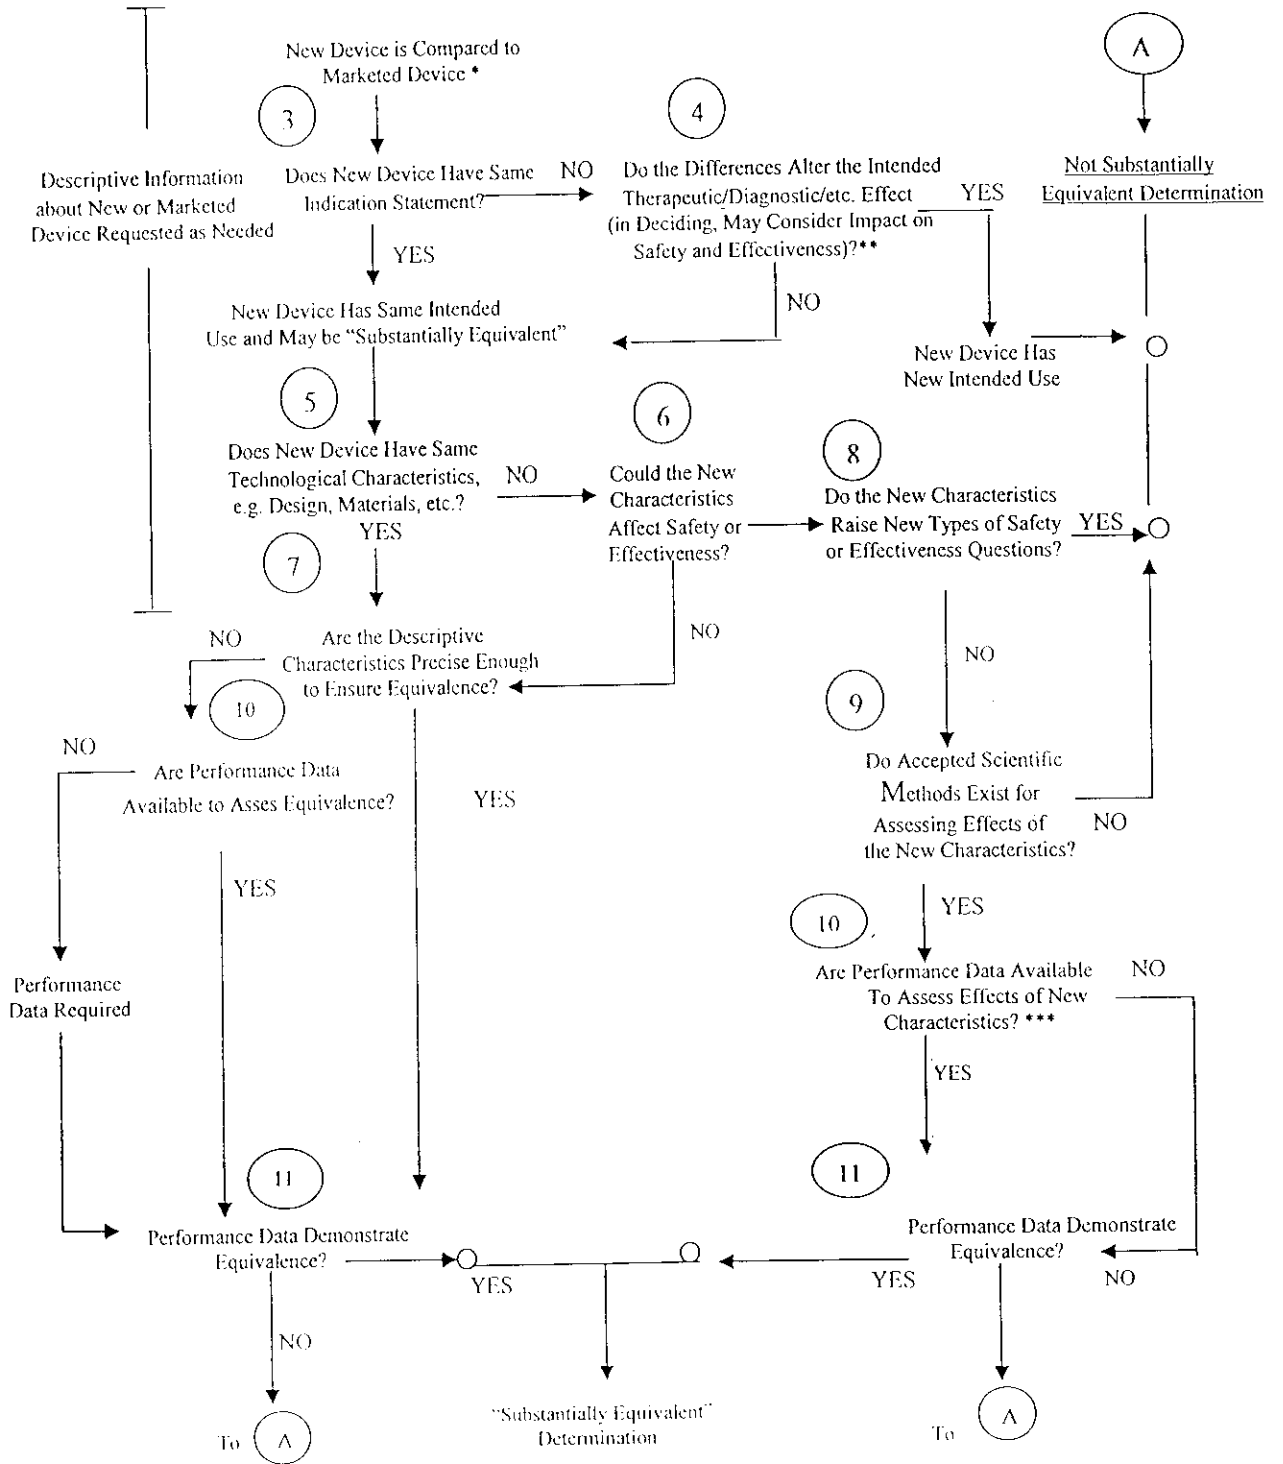 New Device is Compared to
Marketed Device *
A
3
4
Descriptive Information
about New or Marketed
Device Requested as Needed
Does New Device Have Same
Indication Statement?
NO
Do the Differences Alter the Intended
Therapeutic/Diagnostic/etc. Effect
(in Deciding, May Consider Impact on
Safety and Effectiveness)?**
YES
Not Substantially
Equivalent Determination
YES
NO
New Device Has Same Intended
Use and May be “Substantially Equivalent”
New Device Has
New Intended Use
5
6
8
Does New Device Have Same
Technological Characteristics,
e.g. Design, Materials, etc.?
NO
Could the New
Characteristics
Affect Safety or
Effectiveness?
Do the New Characteristics
Raise New Types of Safety
or Effectiveness Questions?
YES
YES
7
NO
Are the Descriptive
Characteristics Precise Enough
to Ensure Equivalence?
NO
NO
10
9
NO
Are Performance Data
Available to Asses Equivalence?
YES
Do Accepted Scientific
Methods Exist for
Assessing Effects of
the New Characteristics?
NO
YES
YES
10
Performance
Data Required
Are Performance Data Available
To Assess Effects of New
Characteristics? ***
NO
YES
11
11
Performance Data Demonstrate
Equivalence?
YES
Performance Data Demonstrate
Equivalence?
YES
NO
NO
To A
“Substantially Equivalent”
Determination
To A